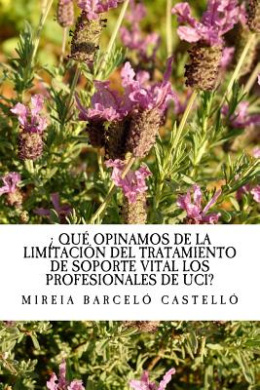 ¿ QUÉ OPINAMOS DE LA
LIMITACIÓN DEL TRATAMIENTO
DE SOPORTE VITAL LOS
PROFESIONALES DE UCI?
MIREIA BARCELÓ CASTELLÓ